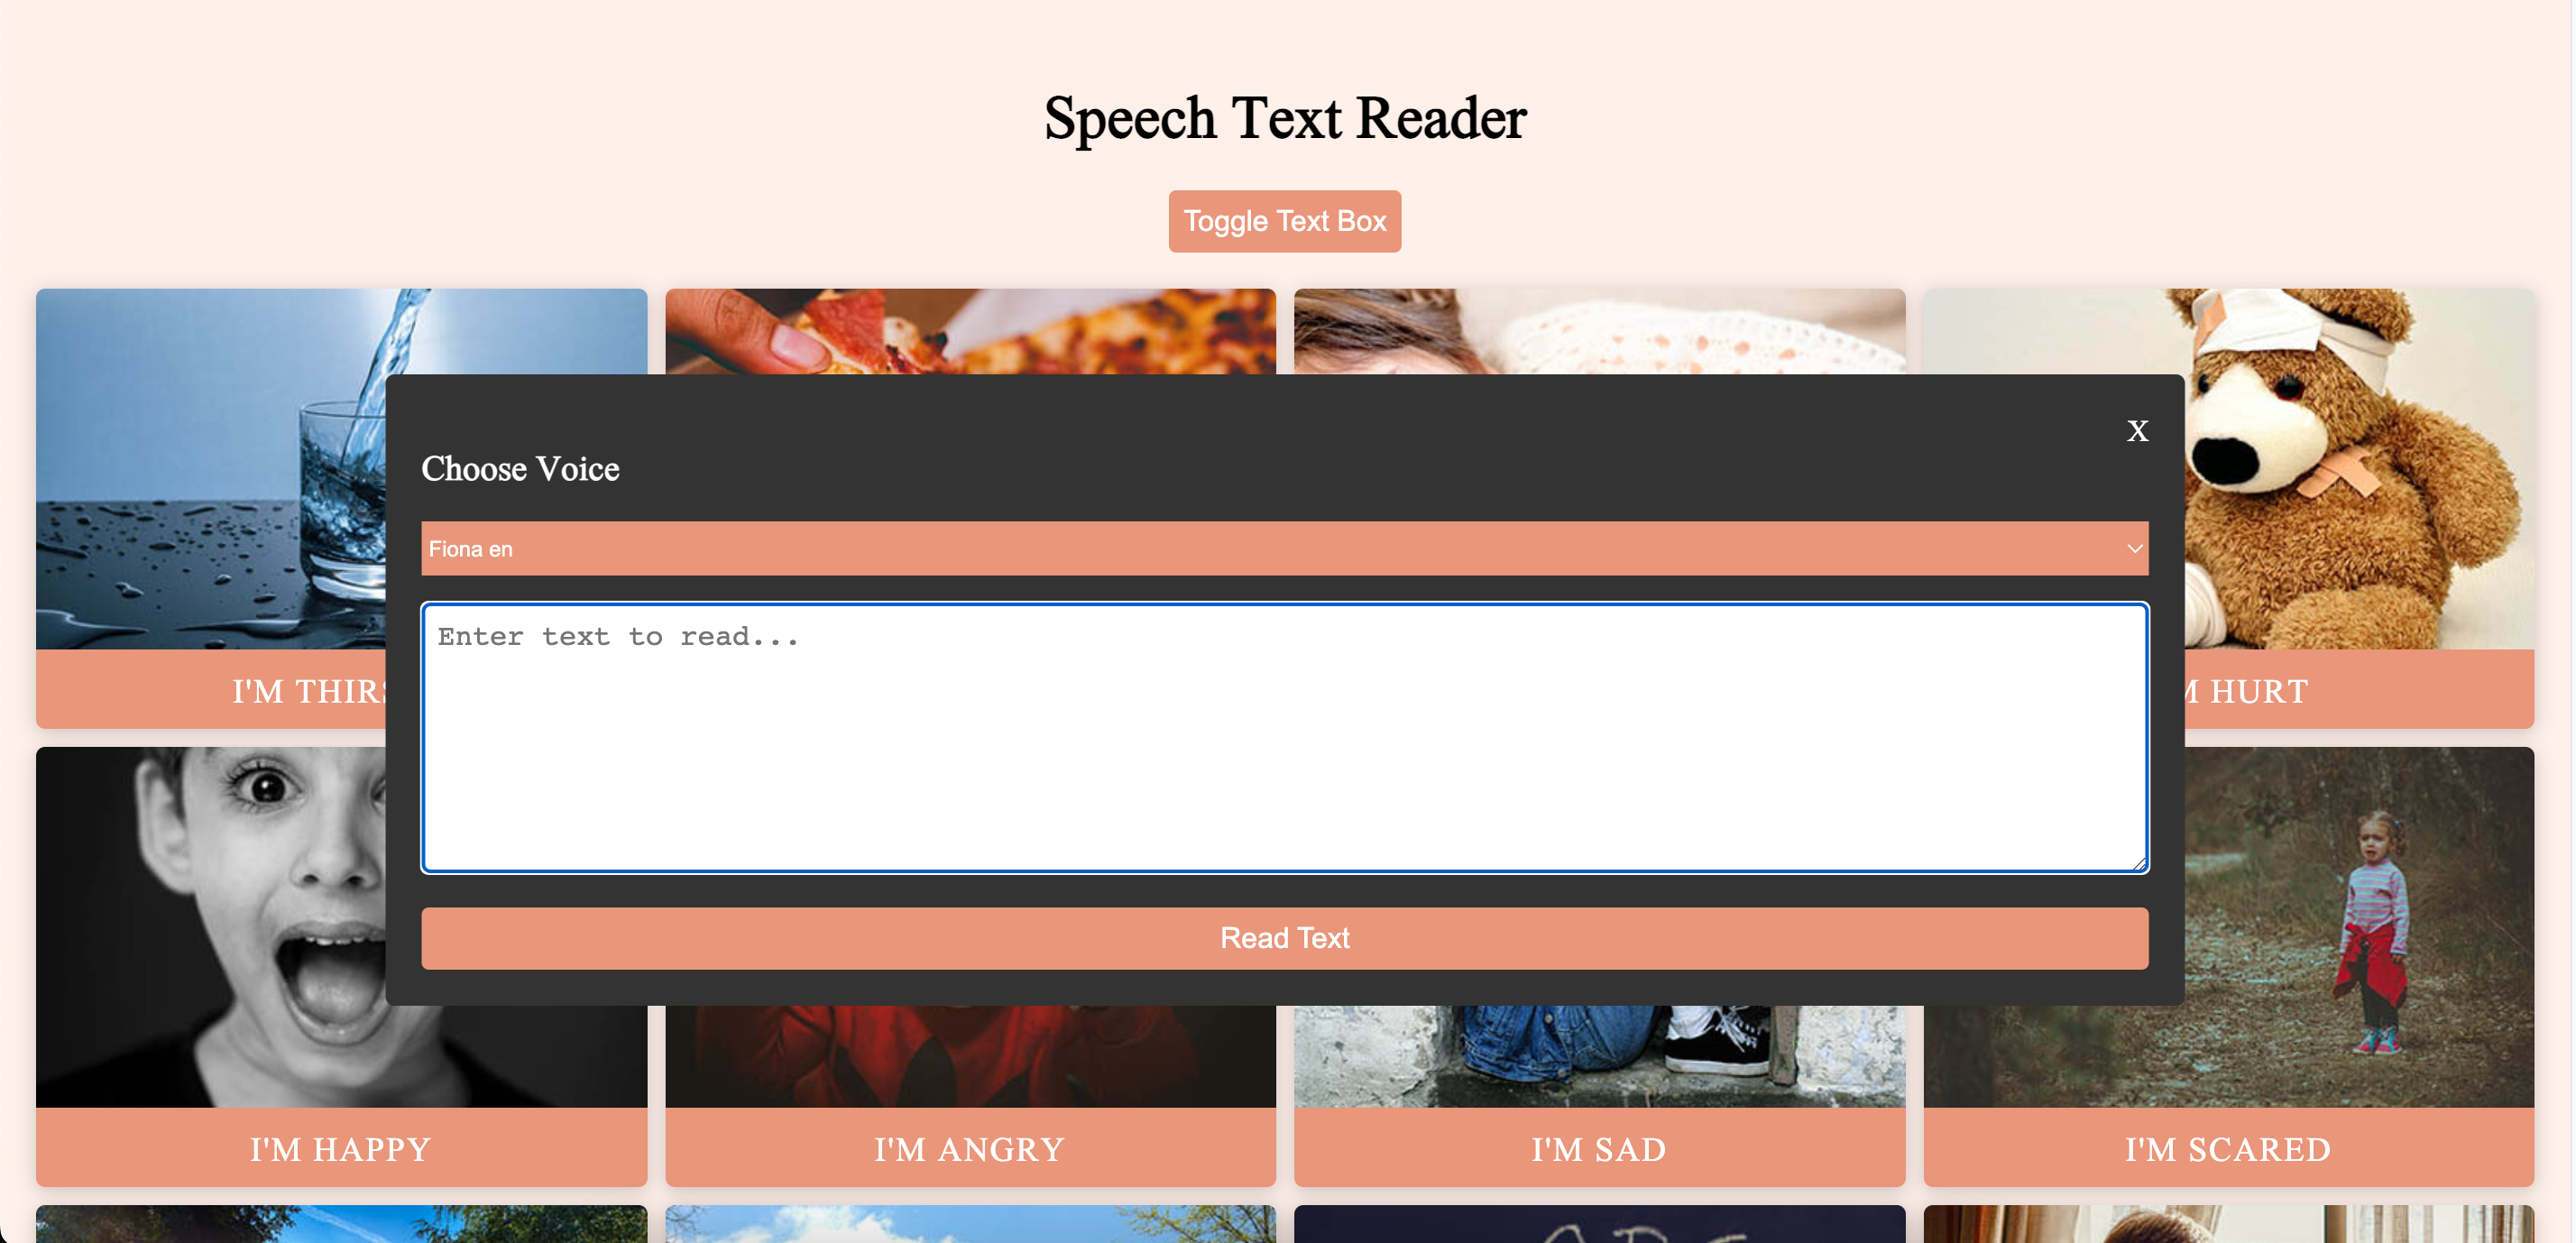 Speech Text Reader
Toggle Text Box
X
Choose Voice
Fiona en
Enter text to read...
Read Text
I'M
HURT
I'M HAPPY
I'M ANGRY
I'M SAD
I'M SCARED